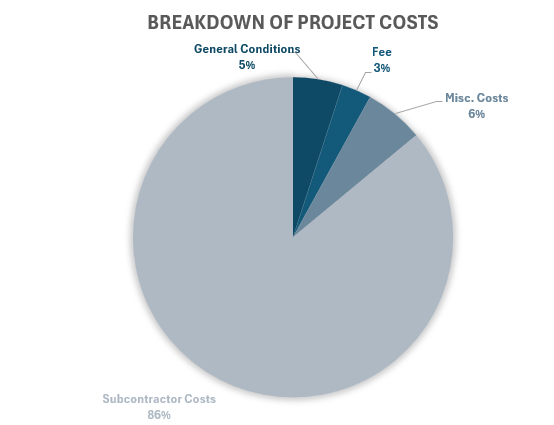 BREAKDOWN OF PROJECT COSTS
General Conditions
5%
Fee
3%
Misc. Costs
6%
Subcontractor Costs
86%